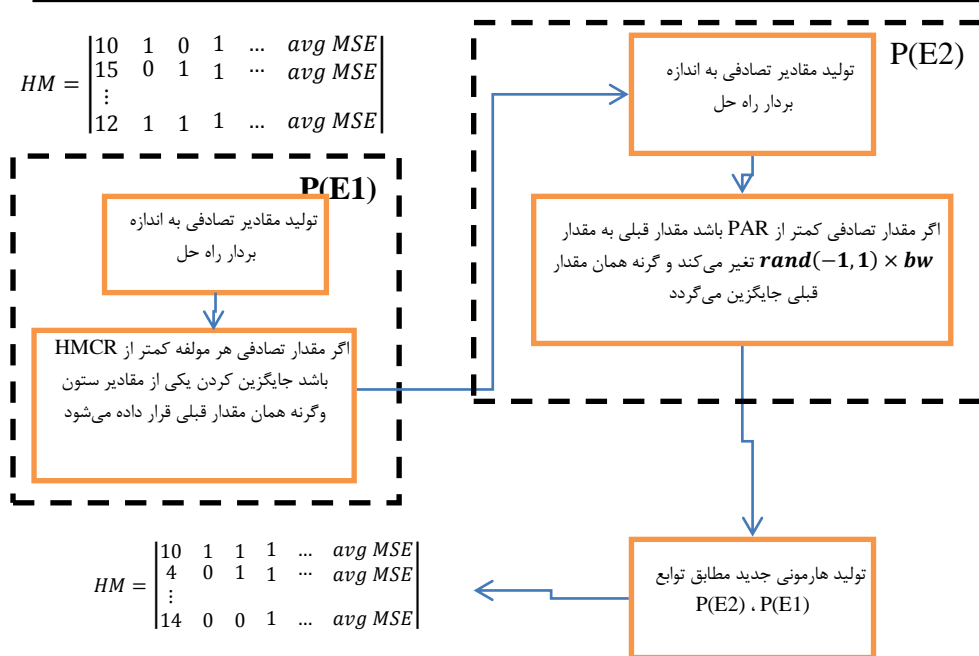 10 1 0 1 … avg MSE
HM = 15 0 1 1 ⋯ avg MSE
⋮
12 1 1 1 … avg MSE
P(E1)
تولید مقادیر تصادفی به اندازه
بردار راه حل
اگر مقدار تصادفی هر مولفه کمتر از HMCR
باشد جایگزین کردن یکی از مقادیر ستون
وگرنه همان مقدار قبلی قرار داده می‌شود
P(E2)
تولید مقادیر تصادفی به اندازه
بردار راه حل
اگر مقدار تصادفی کمتر از PAR باشد مقدار قبلی به مقدار
rand(−1,1) × bw تغیر می‌کند و گرنه همان مقدار
قبلی جایگزین می‌گردد
تولید هارمونی جدید مطابق توابع
P(E2) ، P(E1)
10 1 1 1 … avg MSE
HM = 4 0 1 1 ⋯ avg MSE
⋮
14 0 0 1 … avg MSE